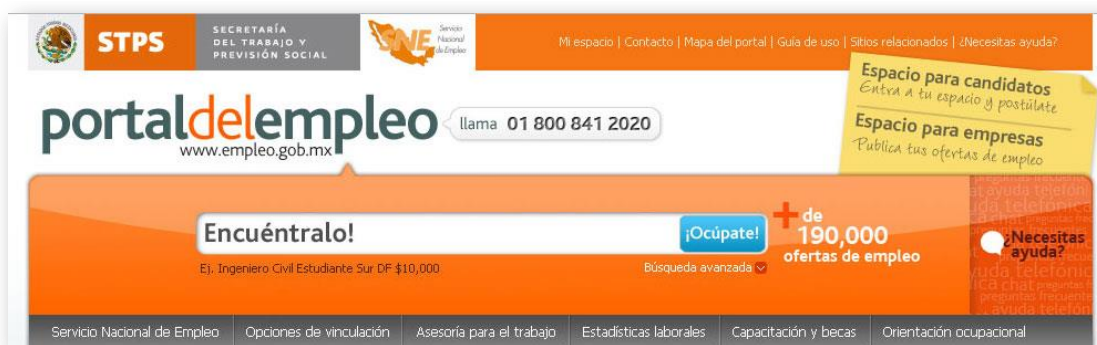 STPS
SECRETARÍA
DEL TRABAJO Y
PREVISIÓN SOCIAL
SNE
Servicio
Nacional
de Empleo
Mi espacio | Contacto | Mapa del portal | Guía de uso | Sitios relacionados | ¿Necesitas ayuda?
portaldelempleo
www.empleo.gob.mx
llama 01 800 841 2020
Espacio para candidatos
Entra a tu espacio y postúlate
Espacio para empresas
Publica tus ofertas de empleo
Encuéntralo!
¡Ocúpate!
+ de
190,000
ofertas de empleo
Ej. Ingeniero Civil Estudiante Sur DF $10,000
Búsqueda avanzada
¿Necesitas
ayuda?
Servicio Nacional de Empleo
Opciones de vinculación
Asesoría para el trabajo
Estadísticas laborales
Capacitación y becas
Orientación ocupacional